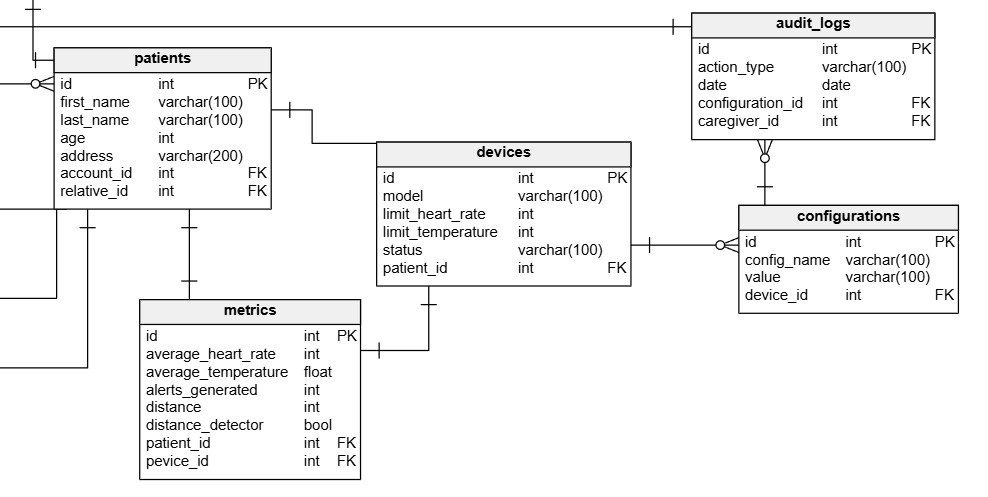 patients
id int PK
first_name varchar(100)
last_name varchar(100)
age int
address varchar(200)
account_id int FK
relative_id int FK
audit_logs
id int PK
action_type varchar(100)
date date
configuration_id int FK
caregiver_id int FK
devices
id int PK
model varchar(100)
limit_heart_rate int
limit_temperature int
status varchar(100)
patient_id int FK
configurations
id int PK
config_name varchar(100)
value varchar(100)
device_id int FK
metrics
id int PK
average_heart_rate int
average_temperature float
alerts_generated int
distance int
distance_detector bool
patient_id int FK
pevice_id int FK